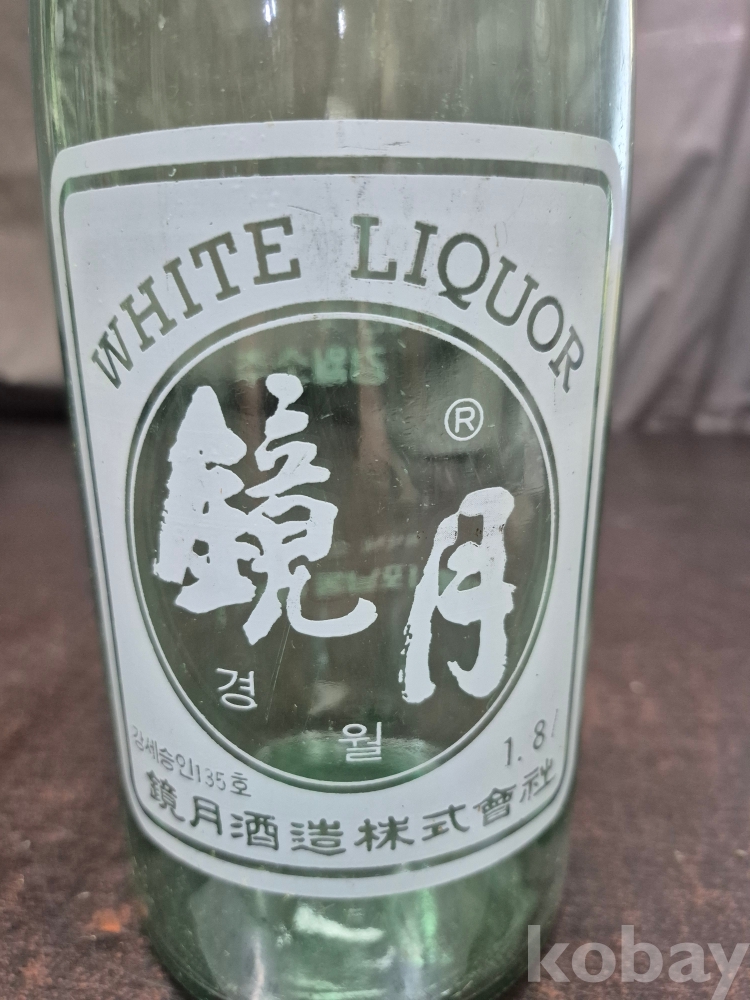 WHITE LIQUOR
鏡月
®
경월
강세승인135호
1.8l
鏡月酒造株式會社
kobay